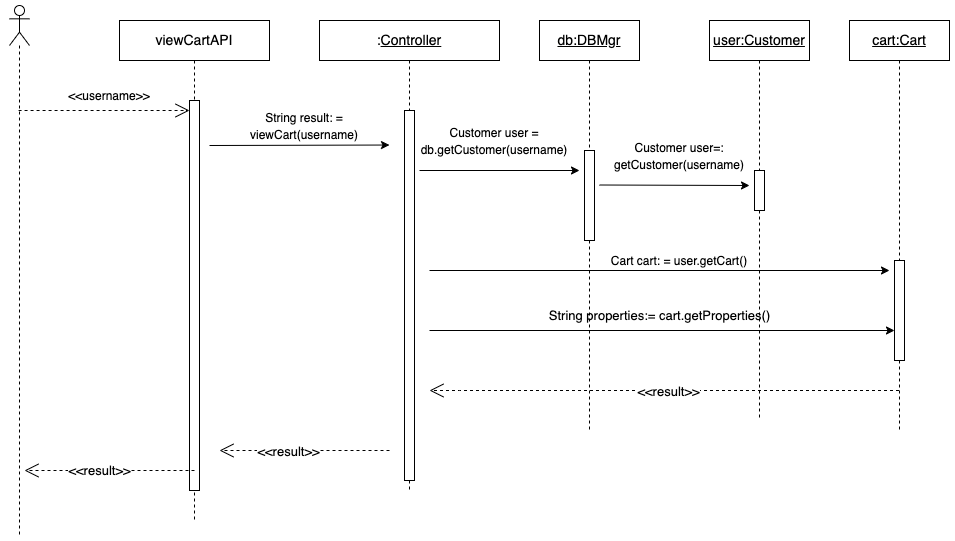 viewCartAPI
:Controller
db:DBMgr
user:Customer
cart:Cart
<<username>>
String result: =
viewCart(username)
Customer user =
db.getCustomer(username)
Customer user=:
getCustomer(username)
Cart cart: = user.getCart()
String properties:= cart.getProperties()
<<result>>
<<result>>
<<result>>